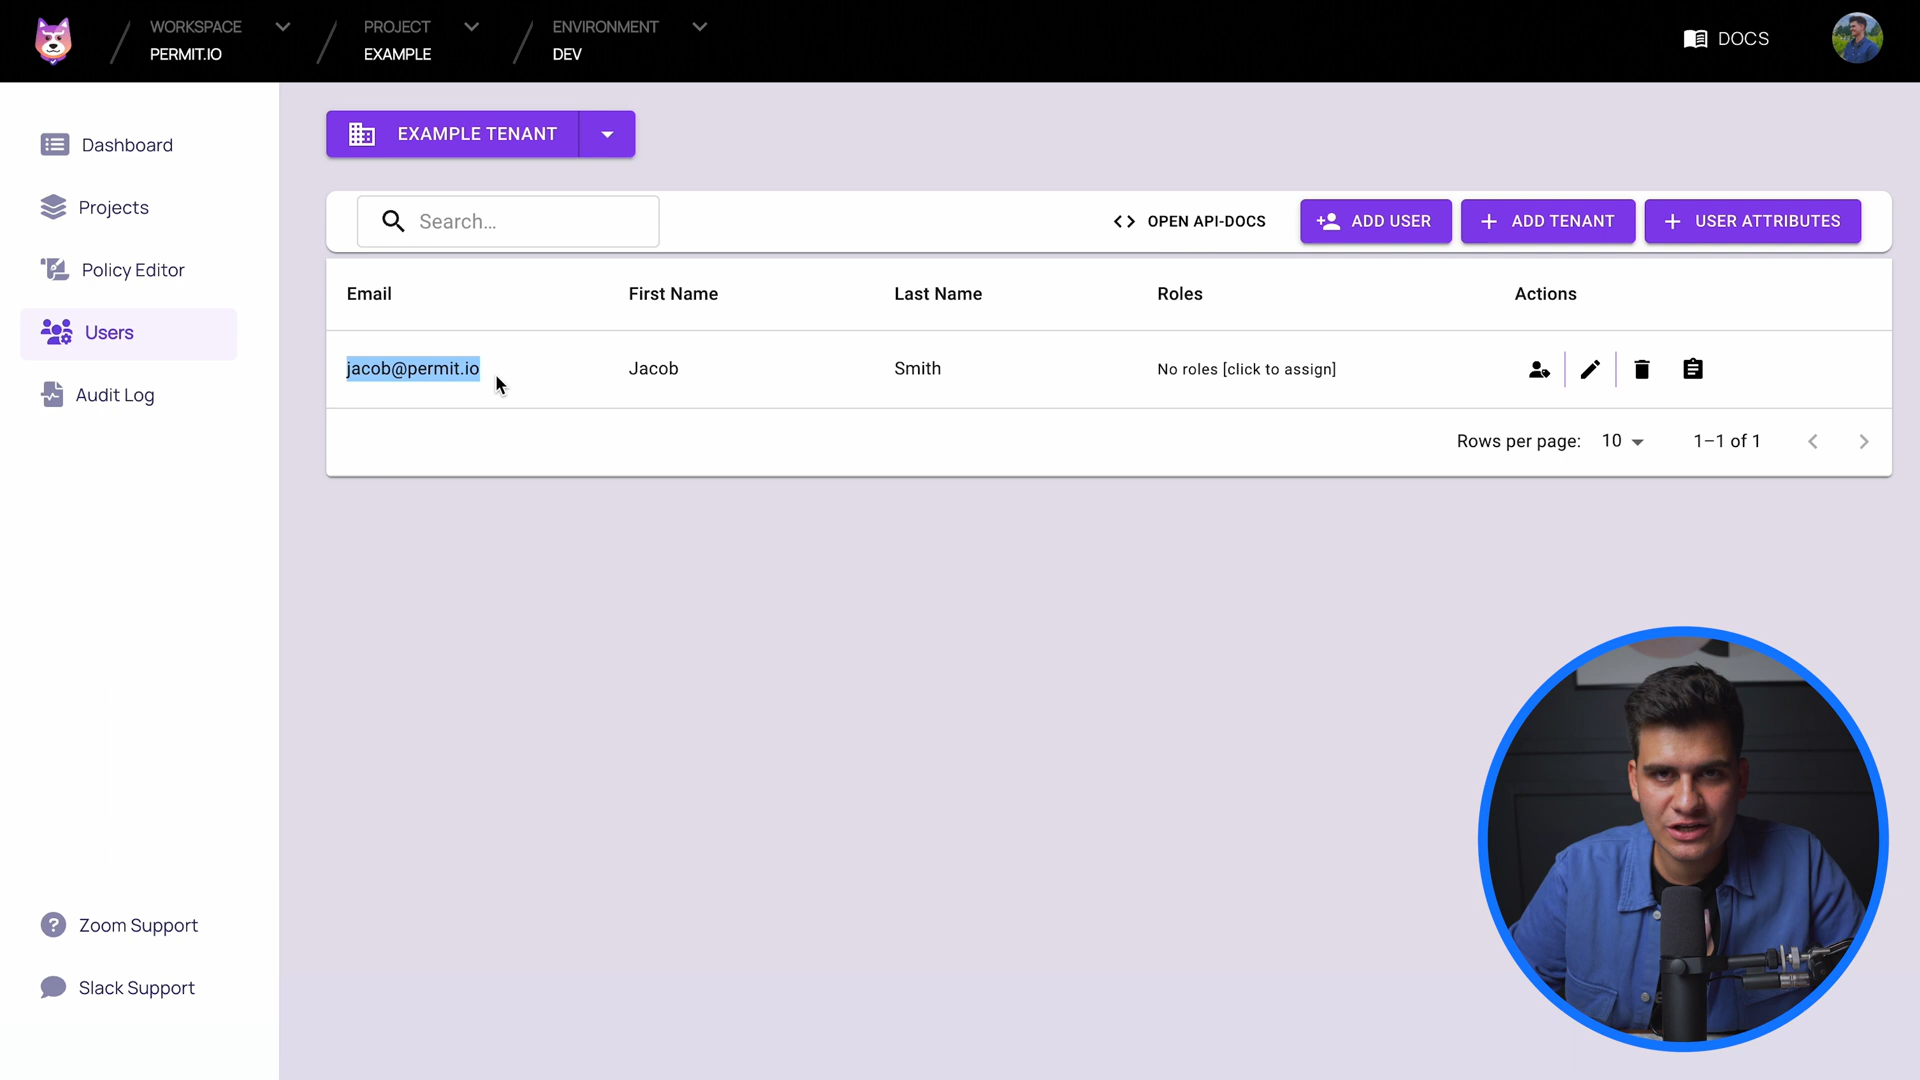 WORKSPACE
PERMIT.IO
PROJECT
EXAMPLE
ENVIRONMENT
DEV
DOCS
Dashboard
Projects
Policy Editor
Users
Audit Log
Zoom Support
Slack Support
EXAMPLE TENANT
Search...
OPEN API-DOCS
ADD USER
ADD TENANT
USER ATTRIBUTES
Email First Name Last Name Roles Actions
jacob@permit.io Jacob Smith No roles [click to assign]
Rows per page: 10 1–1 of 1